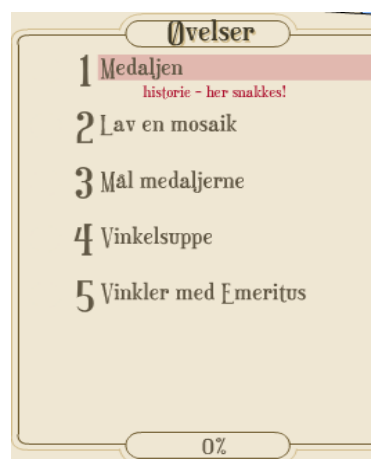 Øvelser
1 Medaljen
historie - her snakkes!
2 Lav en mosaik
3 Mål medaljerne
4 Vinkelsuppe
5 Vinkler med Emeritus
0%